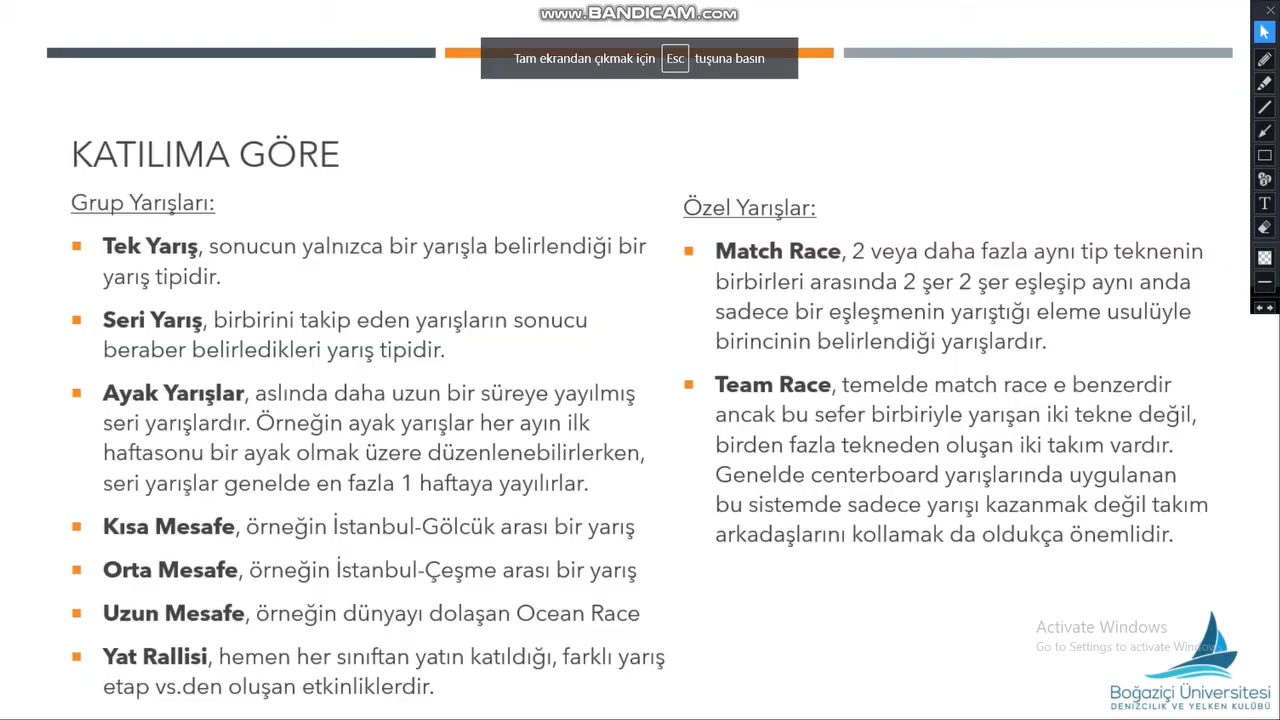 www.BANDICAM.com
Tam ekrandan çıkmak için Esc tuşuna basın
KATILIMA GÖRE
Grup Yarışları:
Tek Yarış, sonucun yalnızca bir yarışla belirlendiği bir
yarış tipidir.
Seri Yarış, birbirini takip eden yarışların sonucu
beraber belirledikleri yarış tipidir.
Ayak Yarışlar, aslında daha uzun bir süreye yayılmış
seri yarışlardır. Örneğin ayak yarışlar her ayın ilk
haftasonu bir ayak olmak üzere düzenlenebilirlerken,
seri yarışlar genelde en fazla 1 haftaya yayılırlar.
Kısa Mesafe, örneğin İstanbul-Gölcük arası bir yarış
Orta Mesafe, örneğin İstanbul-Çeşme arası bir yarış
Uzun Mesafe, örneğin dünyayı dolaşan Ocean Race
Yat Rallisi, hemen her sınıftan yatın katıldığı, farklı yarış
etap vs.den oluşan etkinliklerdir.
Özel Yarışlar:
Match Race, 2 veya daha fazla aynı tip teknenin
birbirleri arasında 2 şer 2 şer eşleşip aynı anda
sadece bir eşleşmenin yarıştığı eleme usulüyle
birincinin belirlendiği yarışlardır.
Team Race, temelde match race e benzerdir
ancak bu sefer birbiriyle yarışan iki tekne değil,
birden fazla tekneden oluşan iki takım vardır.
Genelde centerboard yarışlarında uygulanan
bu sistemde sadece yarışı kazanmak değil takım
arkadaşlarını kollamak da oldukça önemlidir.
Activate Windows
Go to Settings to activate Windows.
Boğaziçi Üniversitesi
DENİZCİLİK VE YELKEN KULÜBÜ